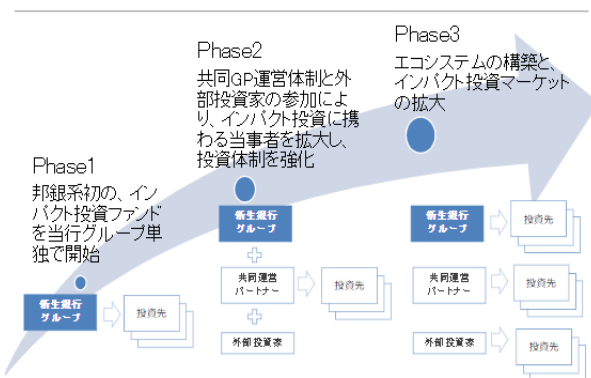 Phase1
邦銀系初の、イン
パクト投資ファンド
を当行グループ単
独で開始
新生銀行
グループ
投資先
Phase2
共同GP運営体制と外
部投資家の参加によ
り、インパクト投資に携
わる当事者を拡大し、
投資体制を強化
新生銀行
グループ
共同運営
パートナー
投資先
外部投資家
Phase3
エコシステムの構築と、
インパクト投資マーケット
の拡大
新生銀行
グループ
投資先
共同運営
パートナー
投資先
外部投資家
投資先